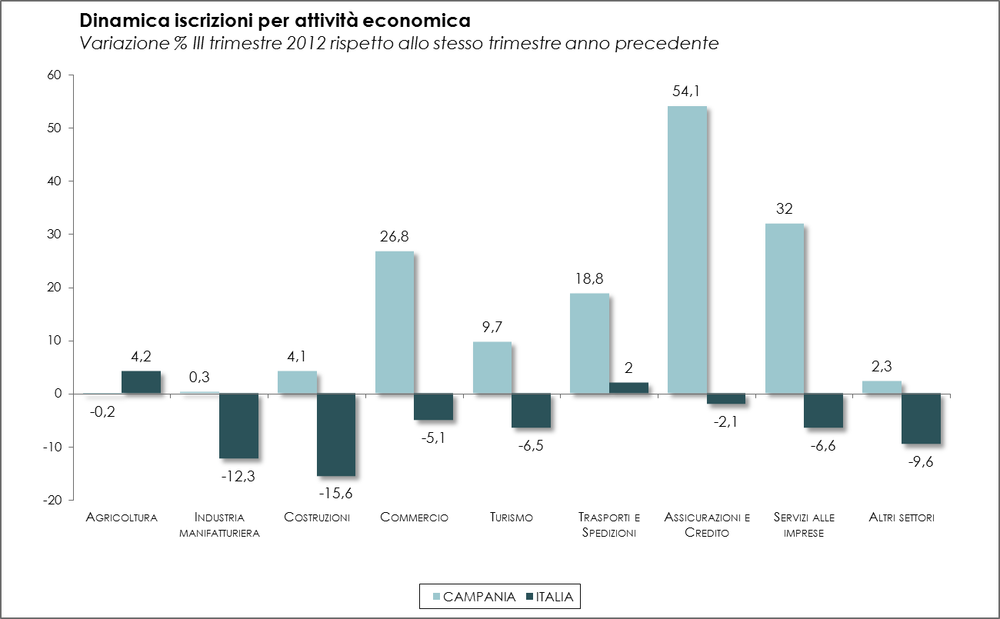 Dinamica iscrizioni per attività economica
Variazione % III trimestre 2012 rispetto allo stesso trimestre anno precedente
60
50
40
30
20
10
0
-10
-20
-0,2
4,2
0,3
-12,3
4,1
-15,6
26,8
-5,1
9,7
-6,5
18,8
2
54,1
-2,1
32
-6,6
2,3
-9,6
AGRICOLTURA
INDUSTRIA
MANIFATTURIERA
COSTRUZIONI
COMMERCIO
TURISMO
TRASPORTI E
SPEDIZIONI
ASSICURAZIONI E
CREDITO
SERVIZI ALLE
IMPRESE
ALTRI SETTORI
CAMPANIA ITALIA